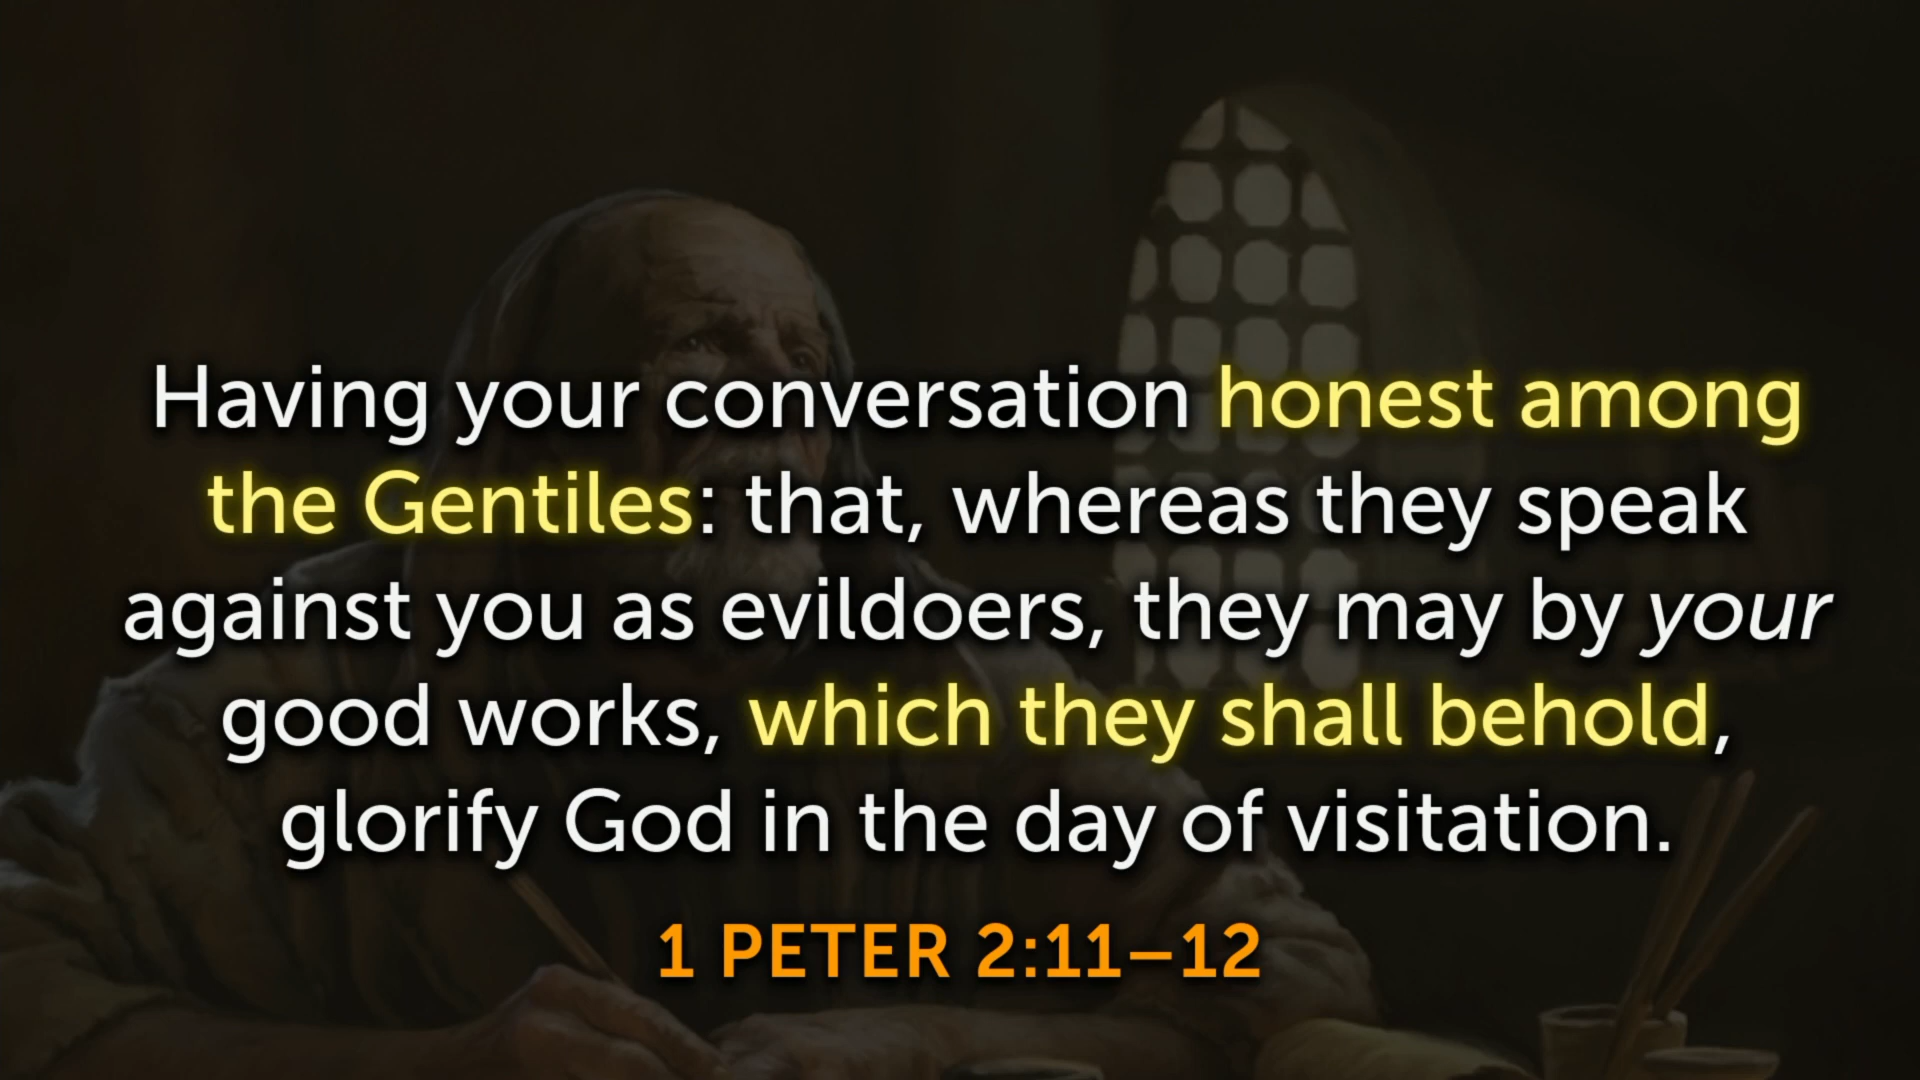 Having your conversation honest among
the Gentiles: that, whereas they speak
against you as evildoers, they may by your
good works, which they shall behold,
glorify God in the day of visitation.
1 PETER 2:11–12